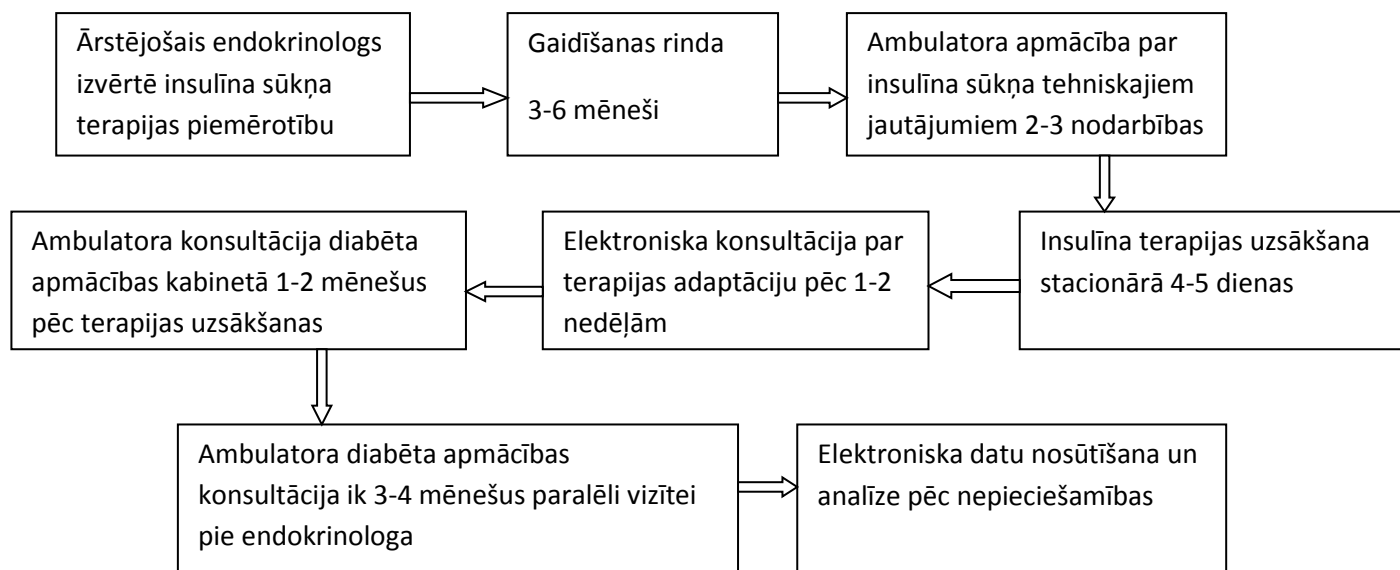 Ārstējošais endokrinologs
izvērtē insulīna sūkņa
terapijas piemērotību
Gaidīšanas rinda
3-6 mēneši
Ambulatora apmācība par
insulīna sūkņa tehniskajiem
jautājumiem 2-3 nodarbības
Insulīna terapijas uzsākšana
stacionārā 4-5 dienas
Elektroniska konsultācija par
terapijas adaptāciju pēc 1-2
nedēļām
Ambulatora konsultācija diabēta
apmācības kabinetā 1-2 mēnešus
pēc terapijas uzsākšanas
Ambulatora diabēta apmācības
konsultācija ik 3-4 mēnešus paralēli vizītei
pie endokrinologa
Elektroniska datu nosūtīšana un
analīze pēc nepieciešamības